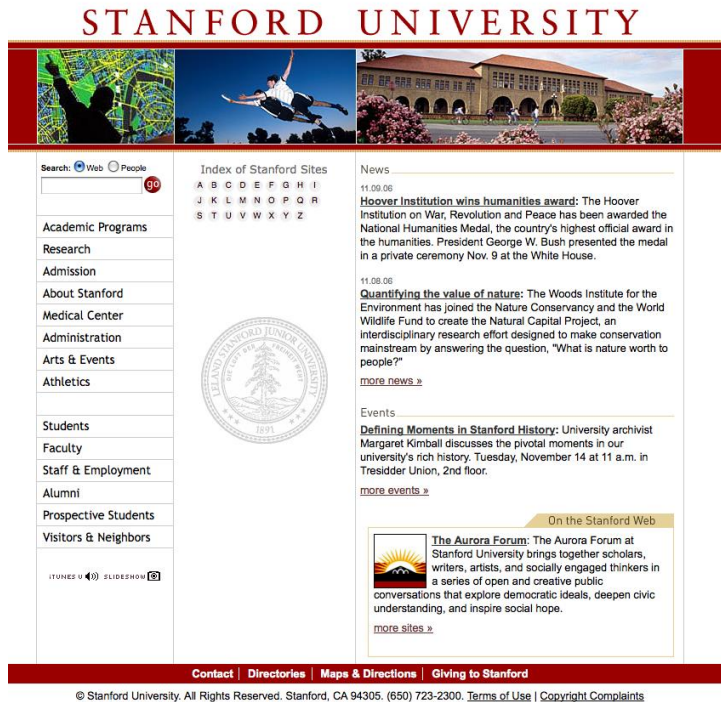 STANFORD UNIVERSITY
Search: Web People
go
Academic Programs
Research
Admission
About Stanford
Medical Center
Administration
Arts & Events
Athletics
Students
Faculty
Staff & Employment
Alumni
Prospective Students
Visitors & Neighbors
iTUNES U SLIDESHOW
Index of Stanford Sites
A B C D E F G H I
J K L M N O P Q R
S T U V W X Y Z
LELAND STANFORD JUNIOR UNIVERSITY
DIE LUFT DER FREIHEIT WEHT
1891
News
11.09.06
Hoover Institution wins humanities award: The Hoover
Institution on War, Revolution and Peace has been awarded the
National Humanities Medal, the country's highest official award in
the humanities. President George W. Bush presented the medal
in a private ceremony Nov. 9 at the White House.
11.08.06
Quantifying the value of nature: The Woods Institute for the
Environment has joined the Nature Conservancy and the World
Wildlife Fund to create the Natural Capital Project, an
interdisciplinary research effort designed to make conservation
mainstream by answering the question, "What is nature worth to
people?"
more news »
Events
Defining Moments in Stanford History: University archivist
Margaret Kimball discusses the pivotal moments in our
university's rich history. Tuesday, November 14 at 11 a.m. in
Tresidder Union, 2nd floor.
more events »
On the Stanford Web
The Aurora Forum: The Aurora Forum at
Stanford University brings together scholars,
writers, artists, and socially engaged thinkers in
a series of open and creative public
conversations that explore democratic ideals, deepen civic
understanding, and inspire social hope.
more sites »
Contact | Directories | Maps & Directions | Giving to Stanford
© Stanford University. All Rights Reserved. Stanford, CA 94305. (650) 723-2300. Terms of Use | Copyright Complaints